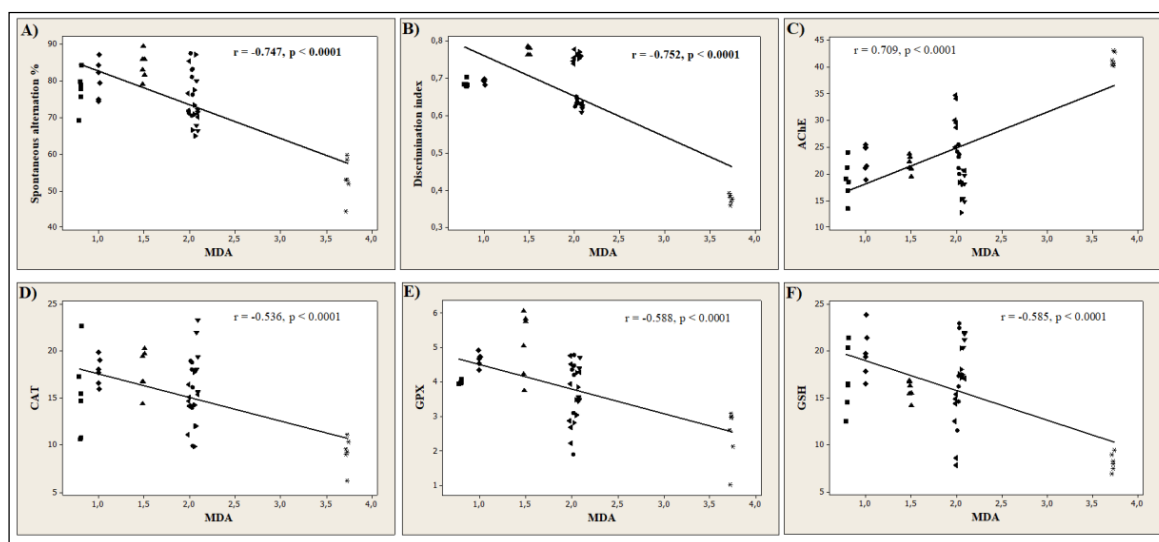 A)
r = -0.747, p < 0.0001
Spontaneous alternation %
90
80
70
60
50
40
1,0 1,5 2,0 2,5 3,0 3,5 4,0
MDA
B)
r = -0.752, p < 0.0001
Discrimination index
0,8
0,7
0,6
0,5
0,4
0,3
1,0 1,5 2,0 2,5 3,0 3,5 4,0
MDA
C)
r = 0.709, p < 0.0001
AChE
45
40
35
30
25
20
15
10
1,0 1,5 2,0 2,5 3,0 3,5 4,0
MDA
D)
r = -0.536, p < 0.0001
CAT
25
20
15
10
5
1,0 1,5 2,0 2,5 3,0 3,5 4,0
MDA
E)
r = -0.588, p < 0.0001
GPX
6
5
4
3
2
1
1,0 1,5 2,0 2,5 3,0 3,5 4,0
MDA
F)
r = -0.585, p < 0.0001
GSH
25
20
15
10
5
1,0 1,5 2,0 2,5 3,0 3,5 4,0
MDA